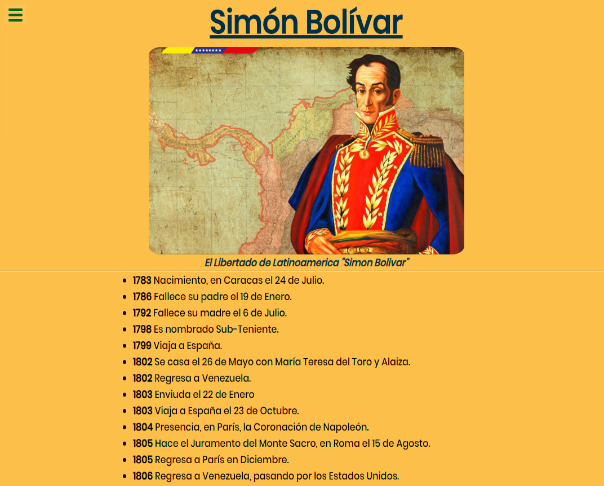 Simón Bolívar
El Libertado de Latinoamerica "Simon Bolivar"
1783 Nacimiento, en Caracas el 24 de Julio.
1786 Fallece su padre el 19 de Enero.
1792 Fallece su madre el 6 de Julio.
1798 Es nombrado Sub-Teniente.
1799 Viaja a España.
1802 Se casa el 26 de Mayo con María Teresa del Toro y Alaiza.
1802 Regresa a Venezuela.
1803 Enviuda el 22 de Enero
1803 Viaja a España el 23 de Octubre.
1804 Presencia, en París, la Coronación de Napoleón.
1805 Hace el Juramento del Monte Sacro, en Roma el 15 de Agosto.
1805 Regresa a París en Diciembre.
1806 Regresa a Venezuela, pasando por los Estados Unidos.